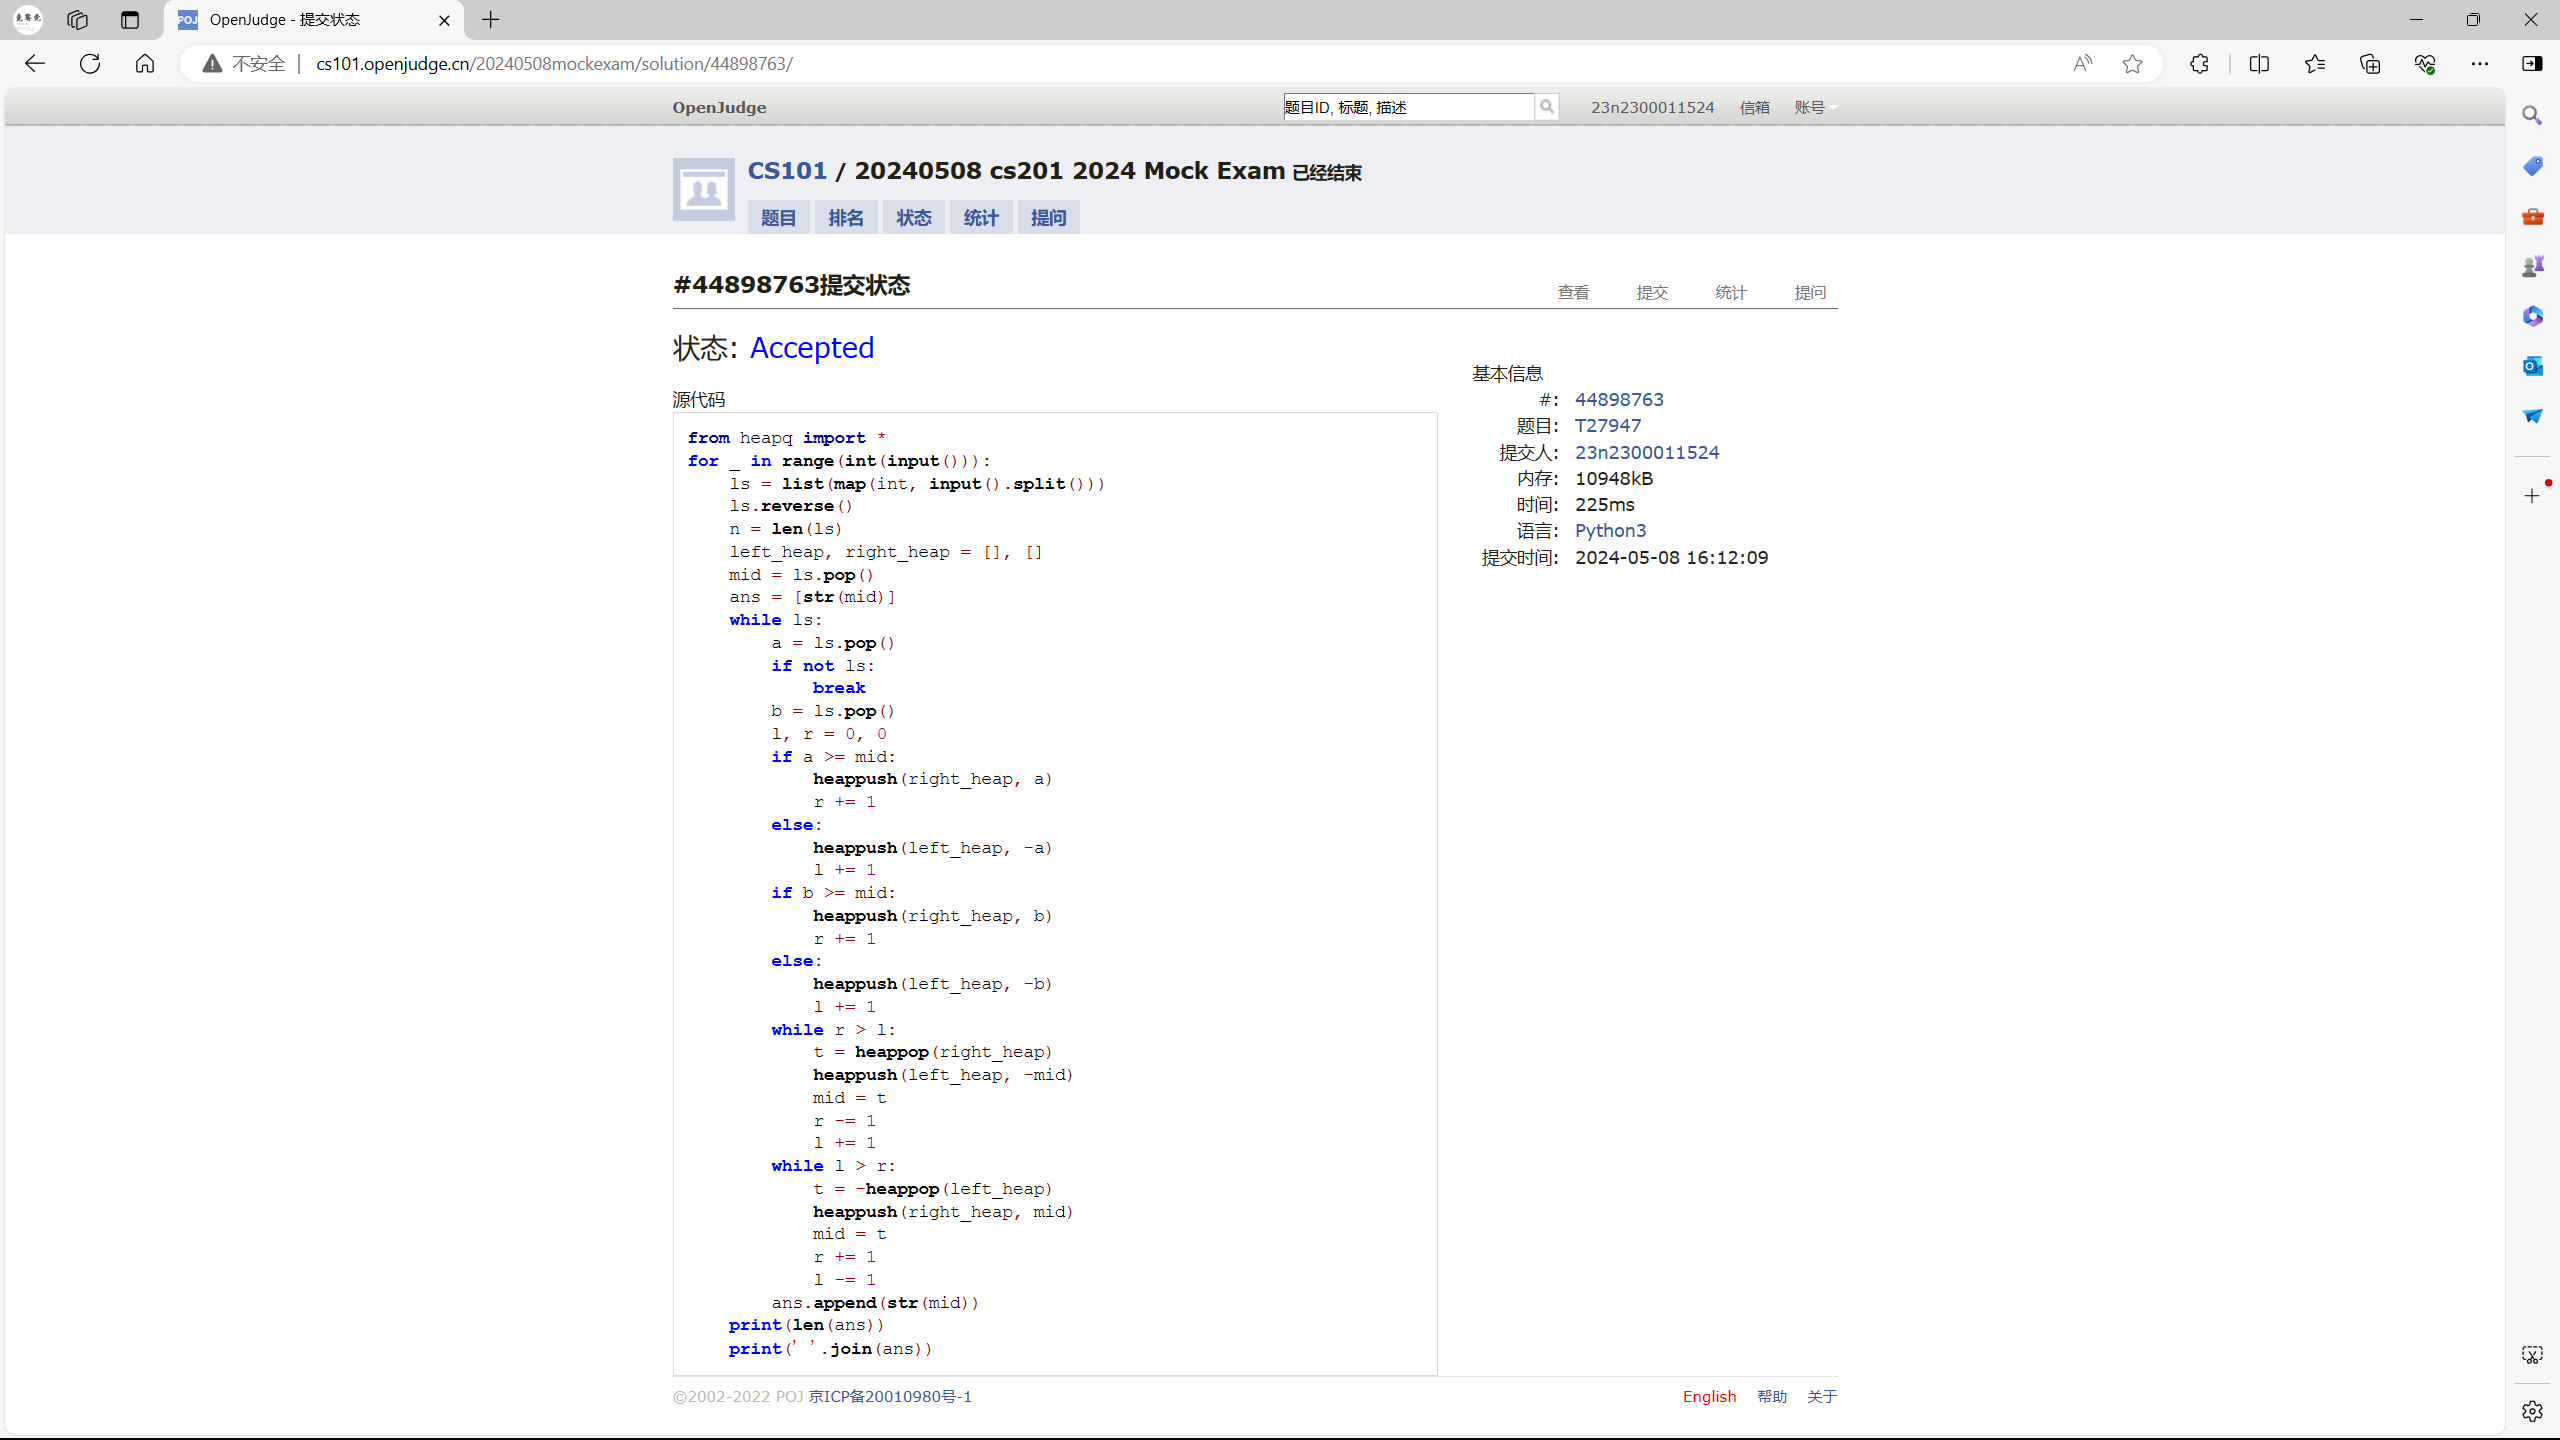 OpenJudge - 提交状态
不安全 cs101.openjudge.cn/20240508mockexam/solution/44898763/
OpenJudge 题目ID, 标题, 描述 23n2300011524 信箱 账号
CS101 / 20240508 cs201 2024 Mock Exam 已经结束
题目 排名 状态 统计 提问
#44898763提交状态 查看 提交 统计 提问
状态: Accepted
源代码
from heapq import *
for _ in range(int(input())):
    ls = list(map(int, input().split()))
    ls.reverse()
    n = len(ls)
    left_heap, right_heap = [], []
    mid = ls.pop()
    ans = [str(mid)]
    while ls:
        a = ls.pop()
        if not ls:
            break
        b = ls.pop()
        l, r = 0, 0
        if a >= mid:
            heappush(right_heap, a)
            r += 1
        else:
            heappush(left_heap, -a)
            l += 1
        if b >= mid:
            heappush(right_heap, b)
            r += 1
        else:
            heappush(left_heap, -b)
            l += 1
        while r > l:
            t = heappop(right_heap)
            heappush(left_heap, -mid)
            mid = t
            r -= 1
            l += 1
        while l > r:
            t = -heappop(left_heap)
            heappush(right_heap, mid)
            mid = t
            r += 1
            l -= 1
        ans.append(str(mid))
    print(len(ans))
    print(' '.join(ans))
基本信息
#: 44898763
题目: T27947
提交人: 23n2300011524
内存: 10948kB
时间: 225ms
语言: Python3
提交时间: 2024-05-08 16:12:09
©2002-2022 POJ 京ICP备20010980号-1 English 帮助 关于